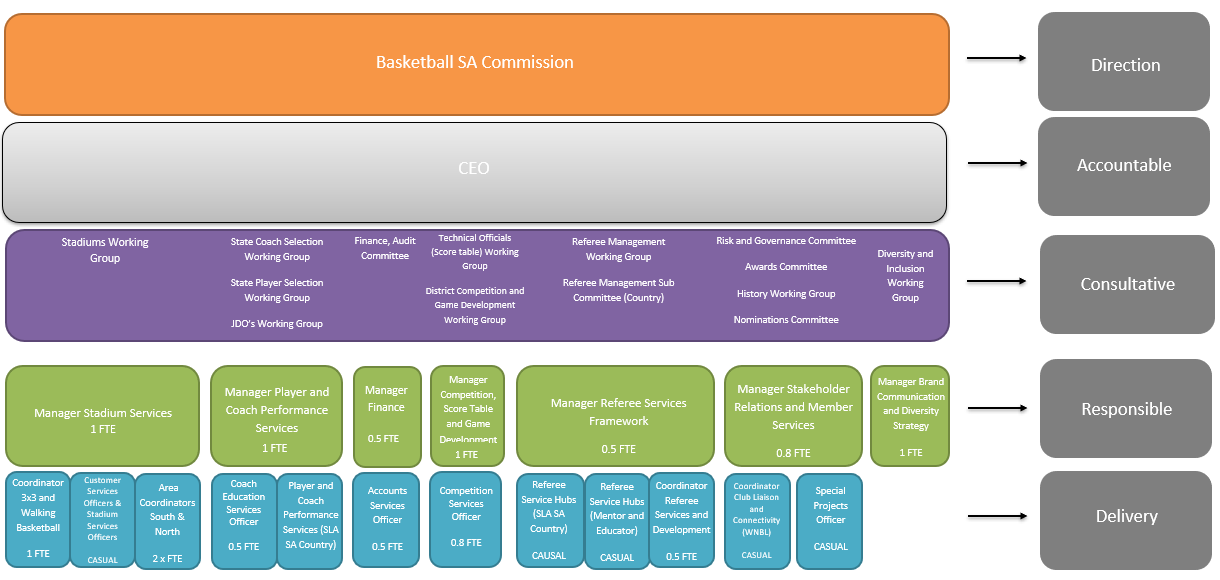 Basketball SA Commission
Direction
CEO
Accountable
Stadiums Working
Group
State Coach Selection
Working Group
State Player Selection
Working Group
JDO's Working Group
Finance, Audit
Committee
Technical Officials
(Score table) Working
Group
District Competition and
Game Development
Working Group
Referee Management
Working Group
Referee Management Sub
Committee (Country)
Risk and Governance Committee
Awards Committee
History Working Group
Nominations Committee
Diversity and
Inclusion
Working
Group
Consultative
Manager Stadium Services
1 FTE
Manager Player and
Coach Performance
Services
1 FTE
Manager
Finance
0.5 FTE
Manager
Competition,
Score Table
and Game
Development
1 FTE
Manager Referee Services
Framework
0.5 FTE
Manager Stakeholder
Relations and Member
Services
0.8 FTE
Manager Brand
Communication
and Diversity
Strategy
1 FTE
Responsible
Coordinator
3x3 and
Walking
Basketball
1 FTE
Customer
Services
Officers &
Stadium
Services
Officers
CASUAL
Area
Coordinators
South &
North
2 x FTE
Coach
Education
Services
Officer
0.5 FTE
Player and
Coach
Performance
Services (SLA
SA Country)
Accounts
Services
Officer
0.5 FTE
Competition
Services
Officer
0.8 FTE
Referee
Service Hubs
(SLA SA
Country)
CAUSAL
Referee
Service Hubs
(Mentor and
Educator)
CASUAL
Coordinator
Referee
Services and
Development
0.5 FTE
Coordinator
Club Liaison
and
Connectivity
(WNBL)
CASUAL
Special
Projects
Officer
CASUAL
Delivery